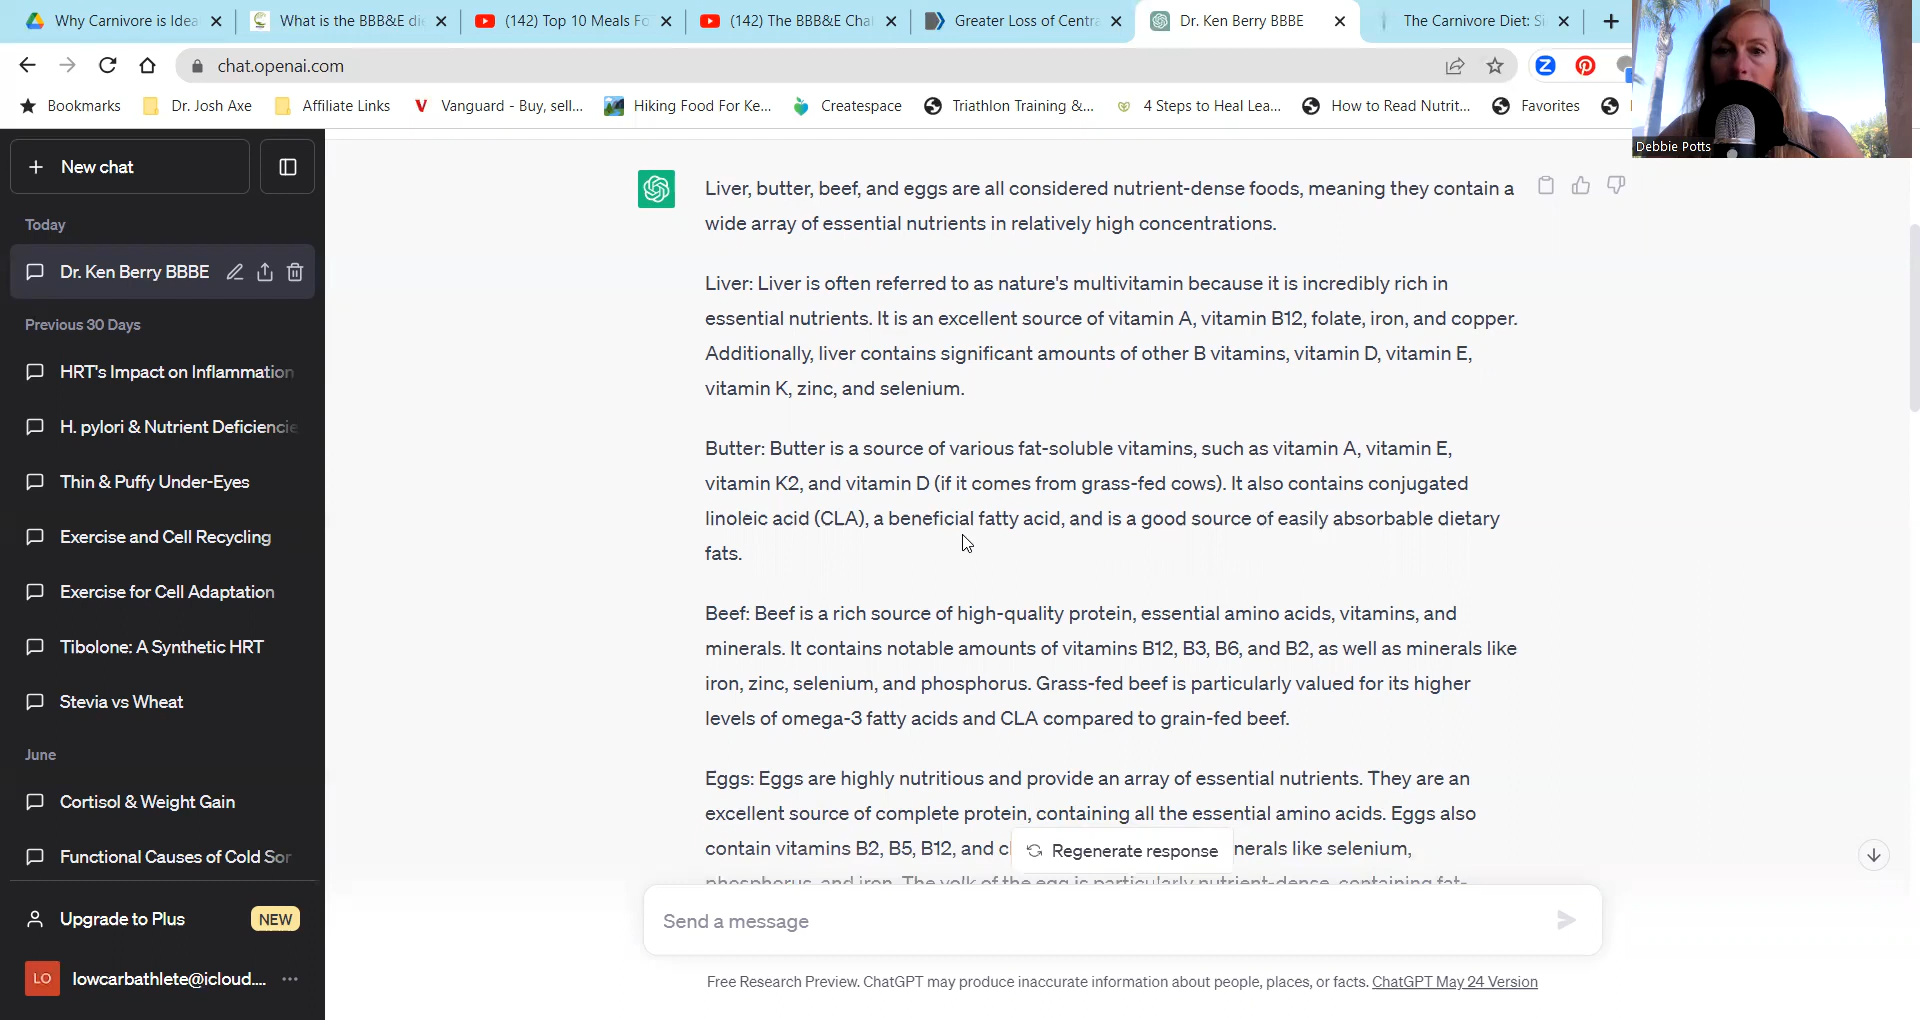 Why Carnivore is Idea
What is the BBB&E di
(142) Top 10 Meals Fo
(142) The BBB&E Cha
Greater Loss of Centra
Dr. Ken Berry BBBE
The Carnivore Diet: Si
chat.openai.com
Bookmarks
Dr. Josh Axe
Affiliate Links
Vanguard - Buy, sell...
Hiking Food For Ke...
Createspace
Triathlon Training &...
4 Steps to Heal Lea...
How to Read Nutrit...
Favorites
Debbie Potts
New chat
Today
Dr. Ken Berry BBBE
Previous 30 Days
HRT's Impact on Inflammation
H. pylori & Nutrient Deficiencie
Thin & Puffy Under-Eyes
Exercise and Cell Recycling
Exercise for Cell Adaptation
Tibolone: A Synthetic HRT
Stevia vs Wheat
June
Cortisol & Weight Gain
Functional Causes of Cold Sor
Upgrade to Plus
NEW
LO
lowcarbathlete@icloud....
Liver, butter, beef, and eggs are all considered nutrient-dense foods, meaning they contain a
wide array of essential nutrients in relatively high concentrations.
Liver: Liver is often referred to as nature's multivitamin because it is incredibly rich in
essential nutrients. It is an excellent source of vitamin A, vitamin B12, folate, iron, and copper.
Additionally, liver contains significant amounts of other B vitamins, vitamin D, vitamin E,
vitamin K, zinc, and selenium.
Butter: Butter is a source of various fat-soluble vitamins, such as vitamin A, vitamin E,
vitamin K2, and vitamin D (if it comes from grass-fed cows). It also contains conjugated
linoleic acid (CLA), a beneficial fatty acid, and is a good source of easily absorbable dietary
fats.
Beef: Beef is a rich source of high-quality protein, essential amino acids, vitamins, and
minerals. It contains notable amounts of vitamins B12, B3, B6, and B2, as well as minerals like
iron, zinc, selenium, and phosphorus. Grass-fed beef is particularly valued for its higher
levels of omega-3 fatty acids and CLA compared to grain-fed beef.
Eggs: Eggs are highly nutritious and provide an array of essential nutrients. They are an
excellent source of complete protein, containing all the essential amino acids. Eggs also
contain vitamins B2, B5, B12, and c nerals like selenium,
Regenerate response
phosphorus, and iron. The yolk of the egg is particularly nutrient-dense, containing fat-
Send a message
Free Research Preview. ChatGPT may produce inaccurate information about people, places, or facts. ChatGPT May 24 Version